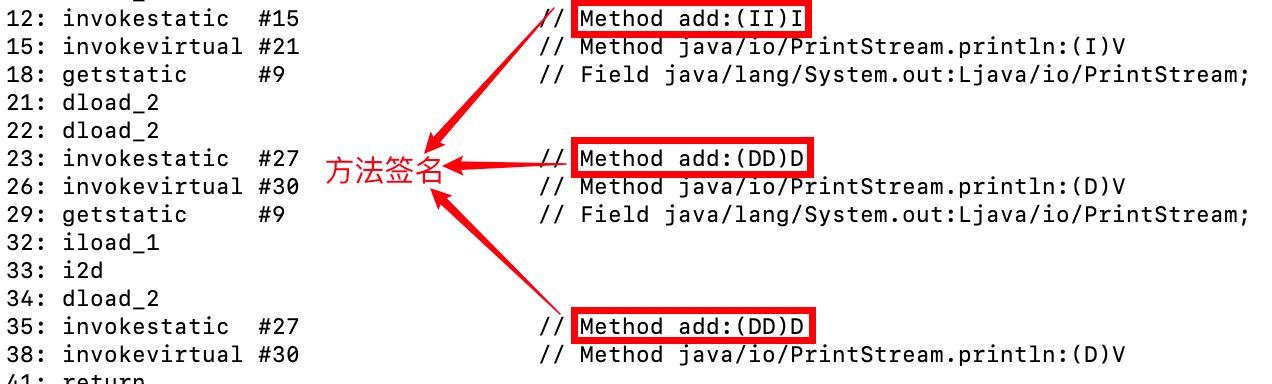 12: invokestatic  #15                 // Method add:(II)I
15: invokevirtual #21                 // Method java/io/PrintStream.println:(I)V
18: getstatic     #9                  // Field java/lang/System.out:Ljava/io/PrintStream;
21: dload_2
22: dload_2
23: invokestatic  #27                 // Method add:(DD)D
方法签名
26: invokevirtual #30                 // Method java/io/PrintStream.println:(D)V
29: getstatic     #9                  // Field java/lang/System.out:Ljava/io/PrintStream;
32: iload_1
33: i2d
34: dload_2
35: invokestatic  #27                 // Method add:(DD)D
38: invokevirtual #30                 // Method java/io/PrintStream.println:(D)V
41: return